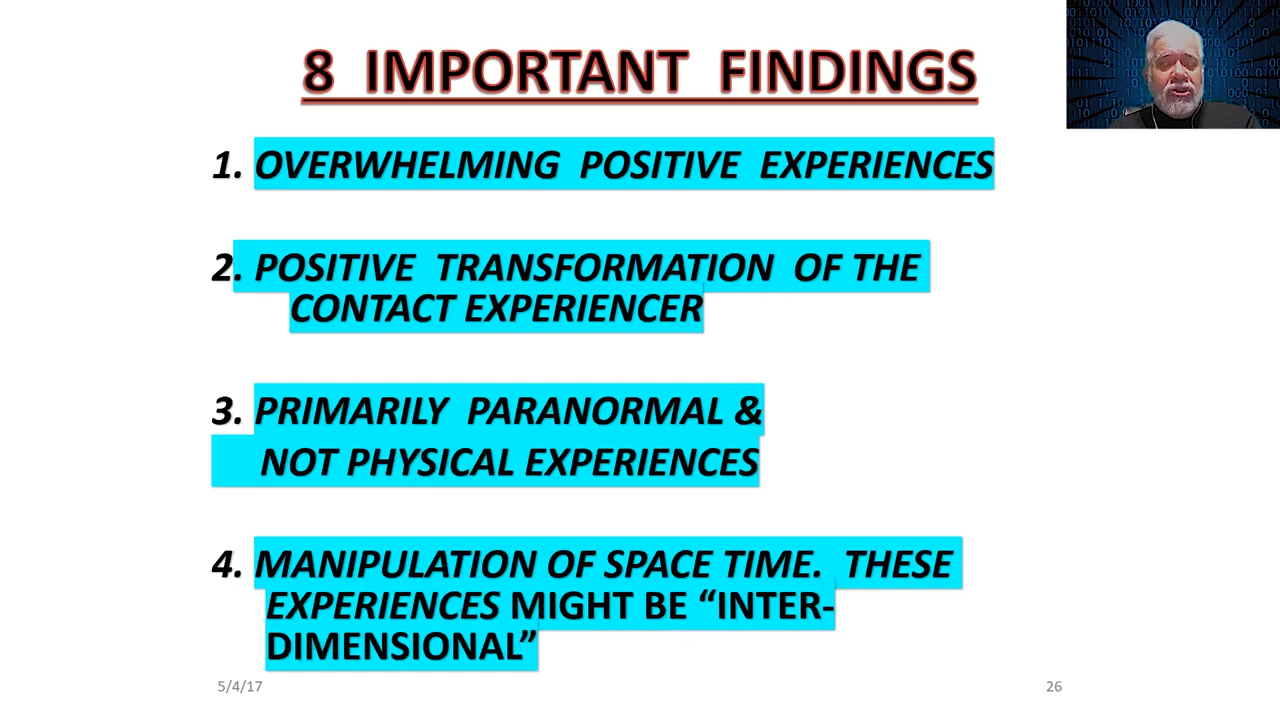 8 IMPORTANT FINDINGS
1. OVERWHELMING POSITIVE EXPERIENCES
2. POSITIVE TRANSFORMATION OF THE
CONTACT EXPERIENCER
3. PRIMARILY PARANORMAL &
NOT PHYSICAL EXPERIENCES
4. MANIPULATION OF SPACE TIME. THESE
EXPERIENCES MIGHT BE “INTER-
DIMENSIONAL”
5/4/17
26